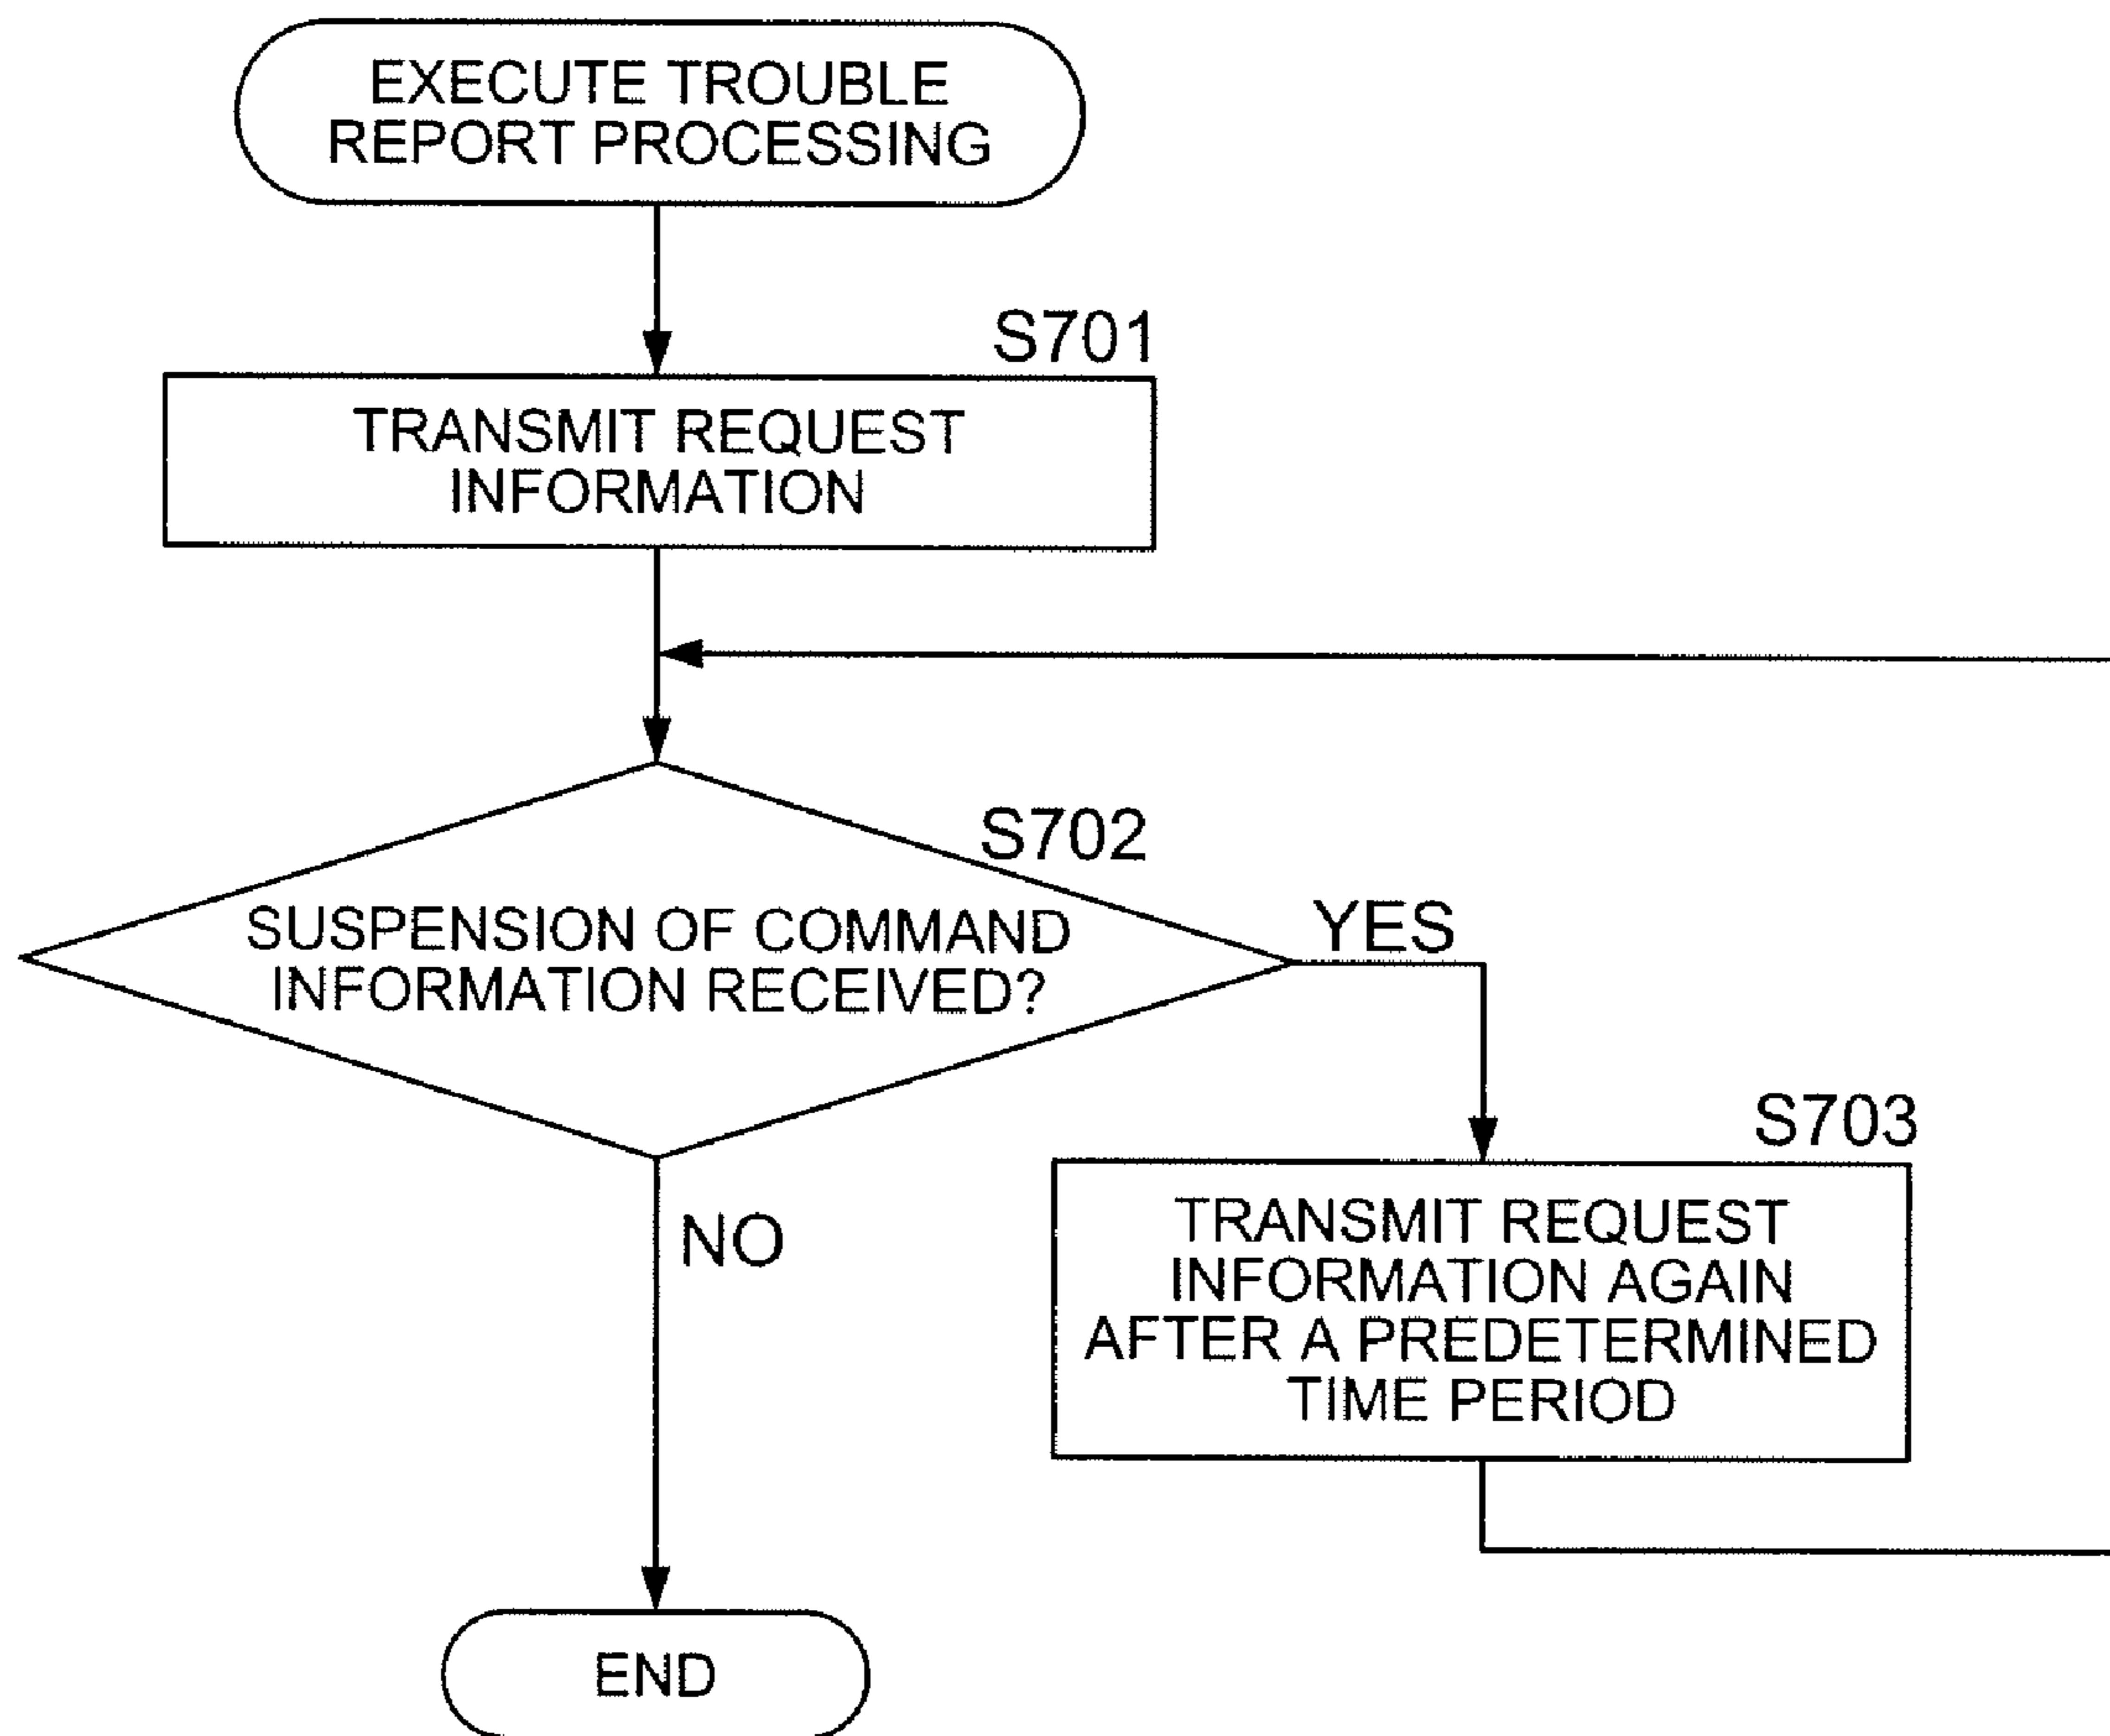 EXECUTE TROUBLE
REPORT PROCESSING
S701
TRANSMIT REQUEST
INFORMATION
S702
SUSPENSION OF COMMAND
INFORMATION RECEIVED?
YES
S703
TRANSMIT REQUEST
INFORMATION AGAIN
AFTER A PREDETERMINED
TIME PERIOD
NO
END